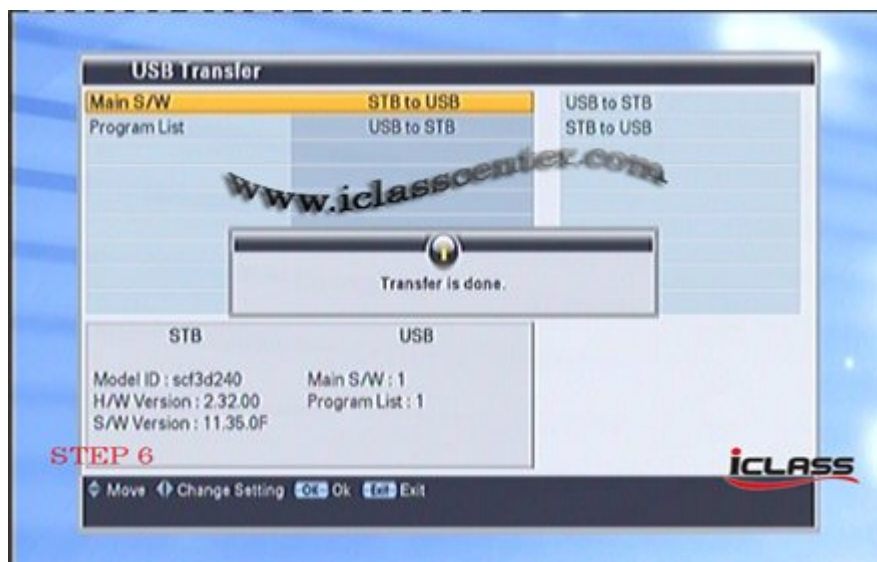 USB Transfer
Main S/W STB to USB USB to STB
Program List USB to STB STB to USB
www.iclasscenter.com
Transfer is done.
STB USB
Model ID : scf3d240 Main S/W : 1
H/W Version : 2.32.00 Program List : 1
S/W Version : 11.35.0F
STEP 6
iCLASS
Move Change Setting OK Ok Exit Exit